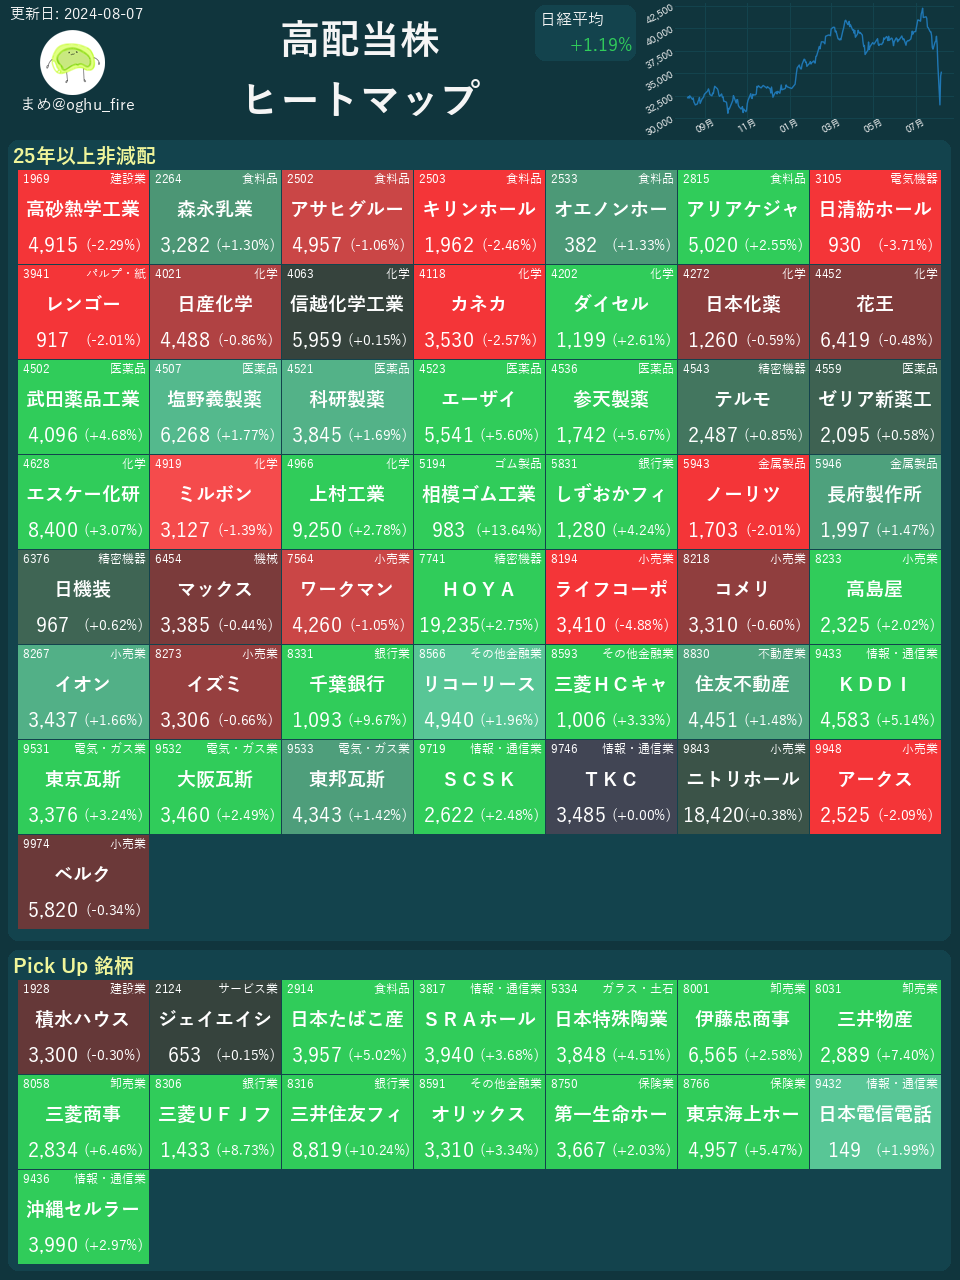 更新日: 2024-08-07
まめ@oghu_fire
高配当株
ヒートマップ
日経平均
+1.19%
42,500
40,000
37,500
35,000
32,500
30,000
09月 11月 01月 03月 05月 07月
25年以上非減配
1969 建設業 2264 食料品 2502 食料品 2503 食料品 2533 食料品 2815 食料品 3105 電気機器
高砂熱学工業 森永乳業 アサヒグルー キリンホール オエノンホー アリアケジャ 日清紡ホール
4,915 (-2.29%) 3,282 (+1.30%) 4,957 (-1.06%) 1,962 (-2.46%) 382 (+1.33%) 5,020 (+2.55%) 930 (-3.71%)
3941 パルプ・紙 4021 化学 4063 化学 4118 化学 4202 化学 4272 化学 4452 化学
レンゴー 日産化学 信越化学工業 カネカ ダイセル 日本化薬 花王
917 (-2.01%) 4,488 (-0.86%) 5,959 (+0.15%) 3,530 (-2.57%) 1,199 (+2.61%) 1,260 (-0.59%) 6,419 (-0.48%)
4502 医薬品 4507 医薬品 4521 医薬品 4523 医薬品 4536 医薬品 4543 精密機器 4559 医薬品
武田薬品工業 塩野義製薬 科研製薬 エーザイ 参天製薬 テルモ ゼリア新薬工
4,096 (+4.68%) 6,268 (+1.77%) 3,845 (+1.69%) 5,541 (+5.60%) 1,742 (+5.67%) 2,487 (+0.85%) 2,095 (+0.58%)
4628 化学 4919 化学 4966 化学 5194 ゴム製品 5831 銀行業 5943 金属製品 5946 金属製品
エスケー化研 ミルボン 上村工業 相模ゴム工業 しずおかフィ ノーリツ 長府製作所
8,400 (+3.07%) 3,127 (-1.39%) 9,250 (+2.78%) 983 (+13.64%) 1,280 (+4.24%) 1,703 (-2.01%) 1,997 (+1.47%)
6376 精密機器 6454 機械 7564 小売業 7741 精密機器 8194 小売業 8218 小売業 8233 小売業
日機装 マックス ワークマン ＨＯＹＡ ライフコーポ コメリ 高島屋
967 (+0.62%) 3,385 (-0.44%) 4,260 (-1.05%) 19,235 (+2.75%) 3,410 (-4.88%) 3,310 (-0.60%) 2,325 (+2.02%)
8267 小売業 8273 小売業 8331 銀行業 8566 その他金融業 8593 その他金融業 8830 不動産業 9433 情報・通信業
イオン イズミ 千葉銀行 リコーリース 三菱ＨＣキャ 住友不動産 ＫＤＤＩ
3,437 (+1.66%) 3,306 (-0.66%) 1,093 (+9.67%) 4,940 (+1.96%) 1,006 (+3.33%) 4,451 (+1.48%) 4,583 (+5.14%)
9531 電気・ガス業 9532 電気・ガス業 9533 電気・ガス業 9719 情報・通信業 9746 情報・通信業 9843 小売業 9948 小売業
東京瓦斯 大阪瓦斯 東邦瓦斯 ＳＣＳＫ ＴＫＣ ニトリホール アークス
3,376 (+3.24%) 3,460 (+2.49%) 4,343 (+1.42%) 2,622 (+2.48%) 3,485 (+0.00%) 18,420 (+0.38%) 2,525 (-2.09%)
9974 小売業
ベルク
5,820 (-0.34%)
Pick Up 銘柄
1928 建設業 2124 サービス業 2914 食料品 3817 情報・通信業 5334 ガラス・土石 8001 卸売業 8031 卸売業
積水ハウス ジェイエイシ 日本たばこ産 ＳＲＡホール 日本特殊陶業 伊藤忠商事 三井物産
3,300 (-0.30%) 653 (+0.15%) 3,957 (+5.02%) 3,940 (+3.68%) 3,848 (+4.51%) 6,565 (+2.58%) 2,889 (+7.40%)
8058 卸売業 8306 銀行業 8316 銀行業 8591 その他金融業 8750 保険業 8766 保険業 9432 情報・通信業
三菱商事 三菱ＵＦＪフ 三井住友フィ オリックス 第一生命ホー 東京海上ホー 日本電信電話
2,834 (+6.46%) 1,433 (+8.73%) 8,819 (+10.24%) 3,310 (+3.34%) 3,667 (+2.03%) 4,957 (+5.47%) 149 (+1.99%)
9436 情報・通信業
沖縄セルラー
3,990 (+2.97%)